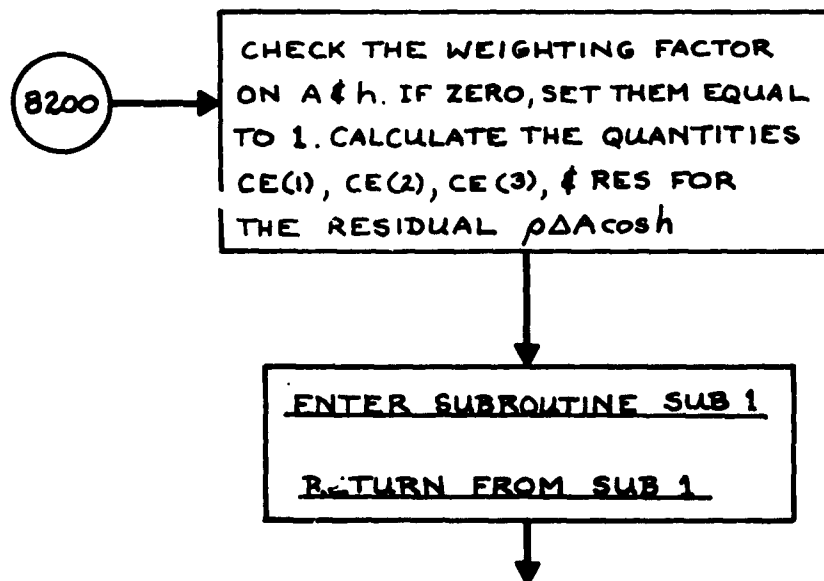 8200
CHECK THE WEIGHTING FACTOR
ON A & h. IF ZERO, SET THEM EQUAL
TO 1. CALCULATE THE QUANTITIES
CE(1), CE(2), CE(3), & RES FOR
THE RESIDUAL ρΔAcosh
ENTER SUBROUTINE SUB 1
RETURN FROM SUB 1